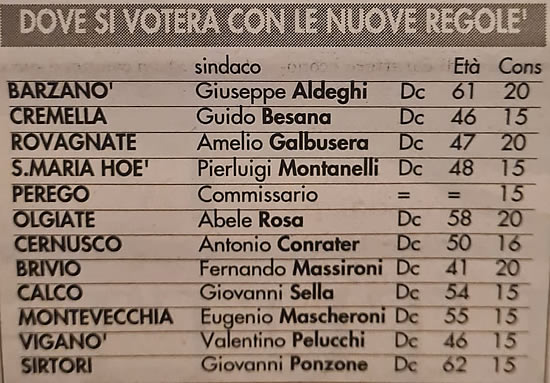 DOVE SI VOTERA CON LE NUOVE REGOLE'
sindaco Età Cons
BARZANO' Giuseppe Aldeghi Dc 61 20
CREMELLA Guido Besana Dc 46 15
ROVAGNATE Amelio Galbusera Dc 47 20
S.MARIA HOE' Pierluigi Montanelli Dc 48 15
PEREGO Commissario = = 15
OLGIATE Abele Rosa Dc 58 20
CERNUSCO Antonio Conrater Dc 50 16
BRIVIO Fernando Massironi Dc 41 20
CALCO Giovanni Sella Dc 54 15
MONTEVECCHIA Eugenio Mascheroni Dc 55 15
VIGANO' Valentino Pelucchi Dc 46 15
SIRTORI Giovanni Ponzone Dc 62 15